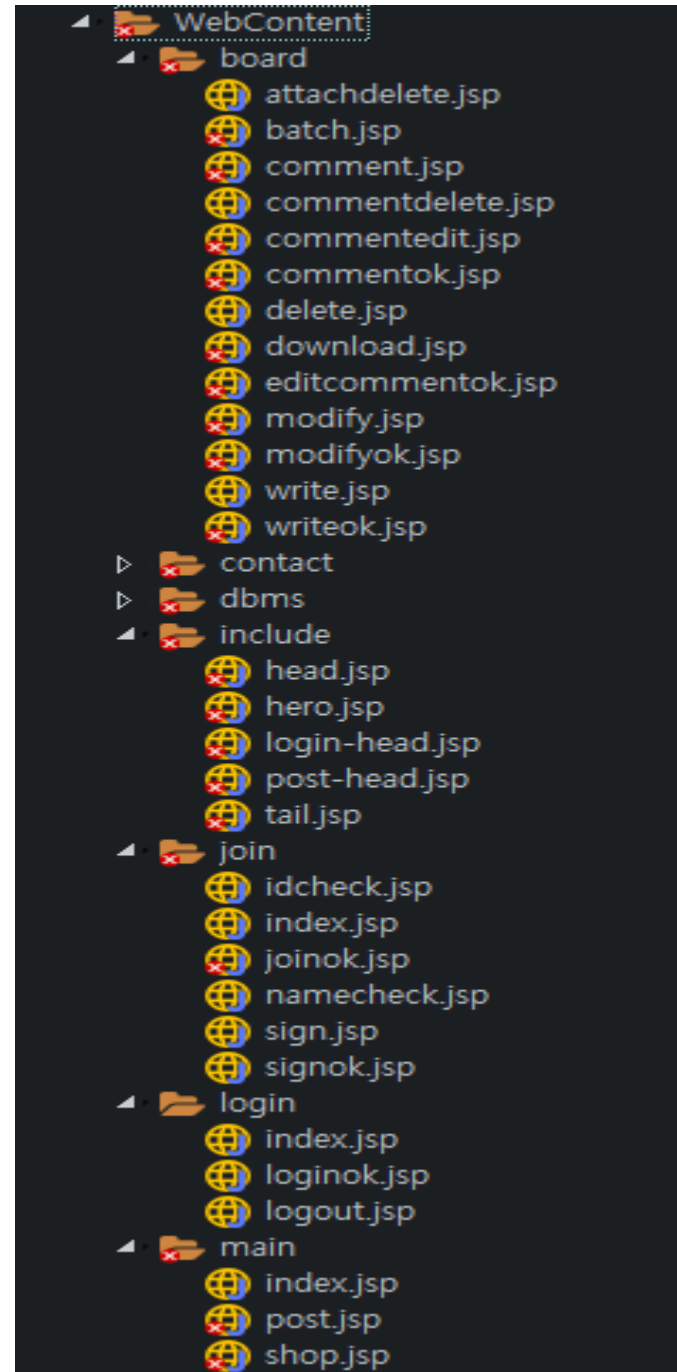 WebContent
board
attachdelete.jsp
batch.jsp
comment.jsp
commentdelete.jsp
commentedit.jsp
commentok.jsp
delete.jsp
download.jsp
editcommentok.jsp
modify.jsp
modifyok.jsp
write.jsp
writeok.jsp
contact
dbms
include
head.jsp
hero.jsp
login-head.jsp
post-head.jsp
tail.jsp
join
idcheck.jsp
index.jsp
joinok.jsp
namecheck.jsp
sign.jsp
signok.jsp
login
index.jsp
loginok.jsp
logout.jsp
main
index.jsp
post.jsp
shop.jsp